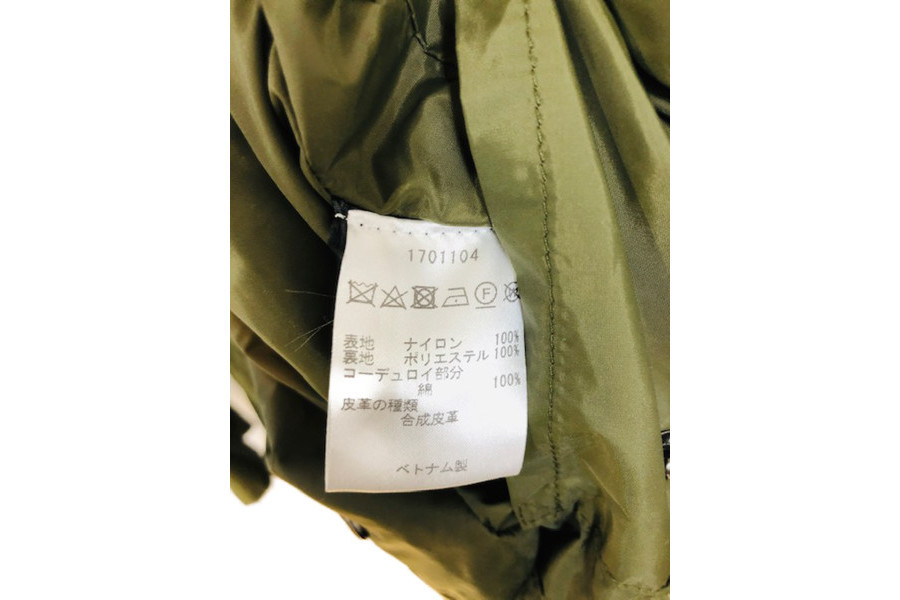 1701104
F
表地 ナイロン 100%
裏地 ポリエステル 100%
コーデュロイ部分
綿 100%
皮革の種類
合成皮革
ベトナム製